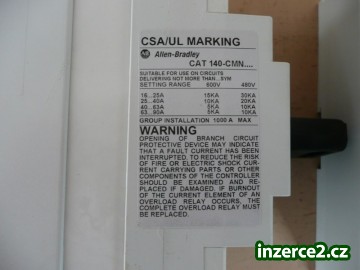 CSA/UL MARKING
AB Allen-Bradley
CAT 140-CMN....
SUITABLE FOR USE ON CIRCUITS
DELIVERING NOT MORE THAN...SYM
SETTING RANGE 600V 480V
16...25A 15KA 30KA
25...40A 10KA 20KA
40...63A 5KA 10KA
63...90A 5KA 10KA
GROUP INSTALLATION 1000 A MAX
WARNING
OPENING OF BRANCH CIRCUIT
PROTECTIVE DEVICE MAY INDICATE
THAT A FAULT CURRENT HAS BEEN
INTERRUPTED. TO REDUCE THE RISK
OF FIRE OR ELECTRIC SHOCK CUR-
RENT CARRYING PARTS OR OTHER
COMPONENTS OF THE CONTROLLER
SHOULD BE EXAMINED AND RE-
PLACED IF DAMAGED. IF BURNOUT
OF THE CURRENT ELEMENT OF AN
OVERLOAD RELAY OCCURS, THE
COMPLETE OVERLOAD RELAY MUST
BE REPLACED.
inzerce2.cz